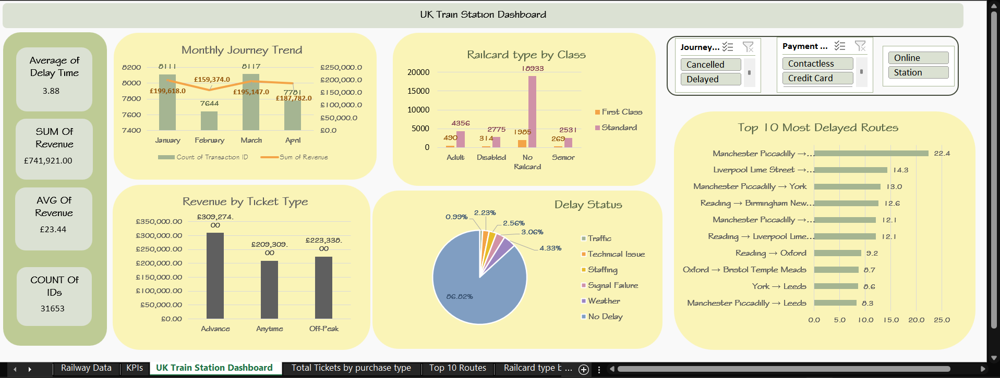 UK Train Station Dashboard
Average of
Delay Time
3.88
SUM Of
Revenue
£741,921.00
AVG Of
Revenue
£23.44
COUNT Of
IDs
31653
Monthly Journey Trend
8200
8000
7800
7600
7400
8111
7644
8117
7781
£199,618.0
£159,374.0
£195,147.0
£187,782.0
£250,000.0
£200,000.0
£150,000.0
£100,000.0
£50,000.0
£0.0
January
February
March
April
Count of Transaction ID
Sum of Revenue
Railcard type by Class
20000
15000
10000
5000
0
490
4356
314
2775
1985
18933
269
2531
Adult
Disabled
No
Railcard
Senior
First Class
Standard
Journey...
Cancelled
Delayed
Payment ...
Contactless
Credit Card
Online
Station
Revenue by Ticket Type
£350,000.00
£300,000.00
£250,000.00
£200,000.00
£150,000.00
£100,000.00
£50,000.00
£0.00
£309,274.
00
£209,309.
00
£223,338.
00
Advance
Anytime
Off-Peak
Delay Status
0.99%
2.23%
2.56%
3.06%
4.33%
86.82%
Traffic
Technical Issue
Staffing
Signal Failure
Weather
No Delay
Top 10 Most Delayed Routes
Manchester Piccadilly →... 22.4
Liverpool Lime Street →... 14.3
Manchester Piccadilly → York 13.0
Reading → Birmingham New... 12.6
Manchester Piccadilly →... 12.1
Reading → Liverpool Lime... 12.1
Reading → Oxford 9.2
Oxford → Bristol Temple Meads 8.7
York → Leeds 8.6
Manchester Piccadilly → Leeds 8.3
0.0 5.0 10.0 15.0 20.0 25.0
Railway Data
KPIs
UK Train Station Dashboard
Total Tickets by purchase type
Top 10 Routes
Railcard type b ...